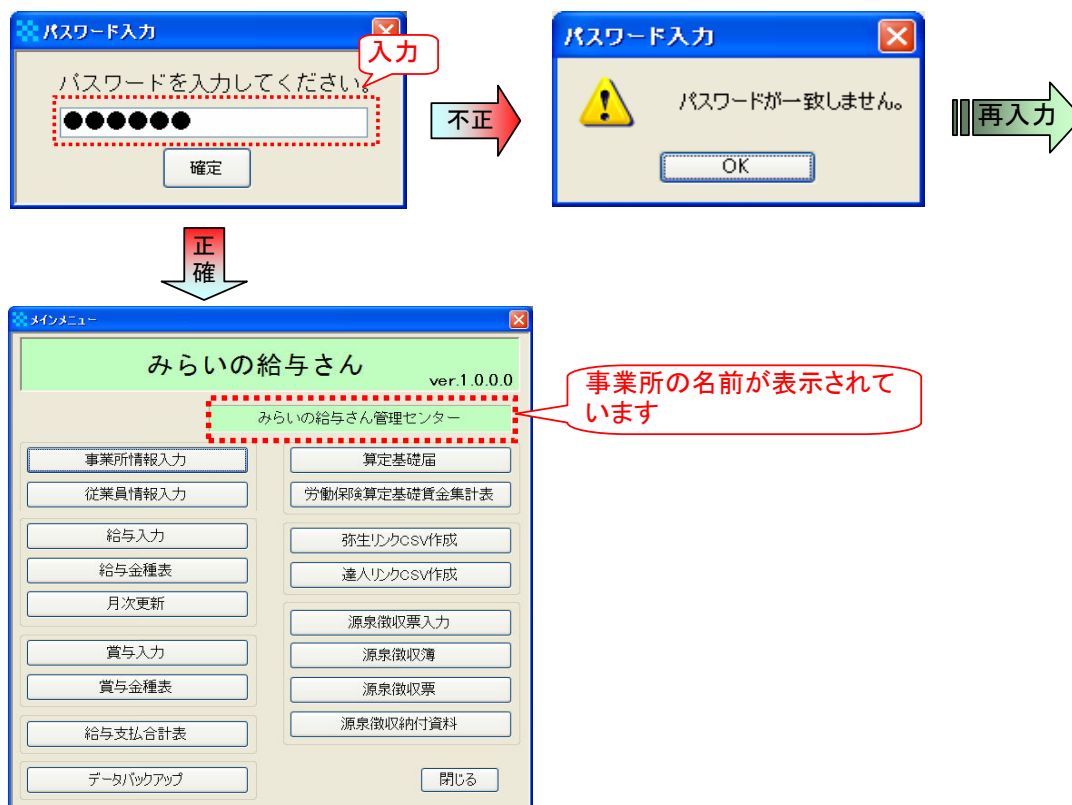 パスワード入力
入力
パスワードを入力してください。
●●●●●●
確定
不正
パスワード入力
パスワードが一致しません。
OK
再入力
正
確
メインメニュー
みらいの給与さん
ver.1.0.0.0
みらいの給与さん管理センター
事業所の名前が表示されて
います
事業所情報入力
従業員情報入力
給与入力
給与金種表
月次更新
賞与入力
賞与金種表
給与支払合計表
データバックアップ
算定基礎届
労働保険算定基礎賃金集計表
弥生リンクCSV作成
達人リンクCSV作成
源泉徴収票入力
源泉徴収簿
源泉徴収票
源泉徴収納付資料
閉じる